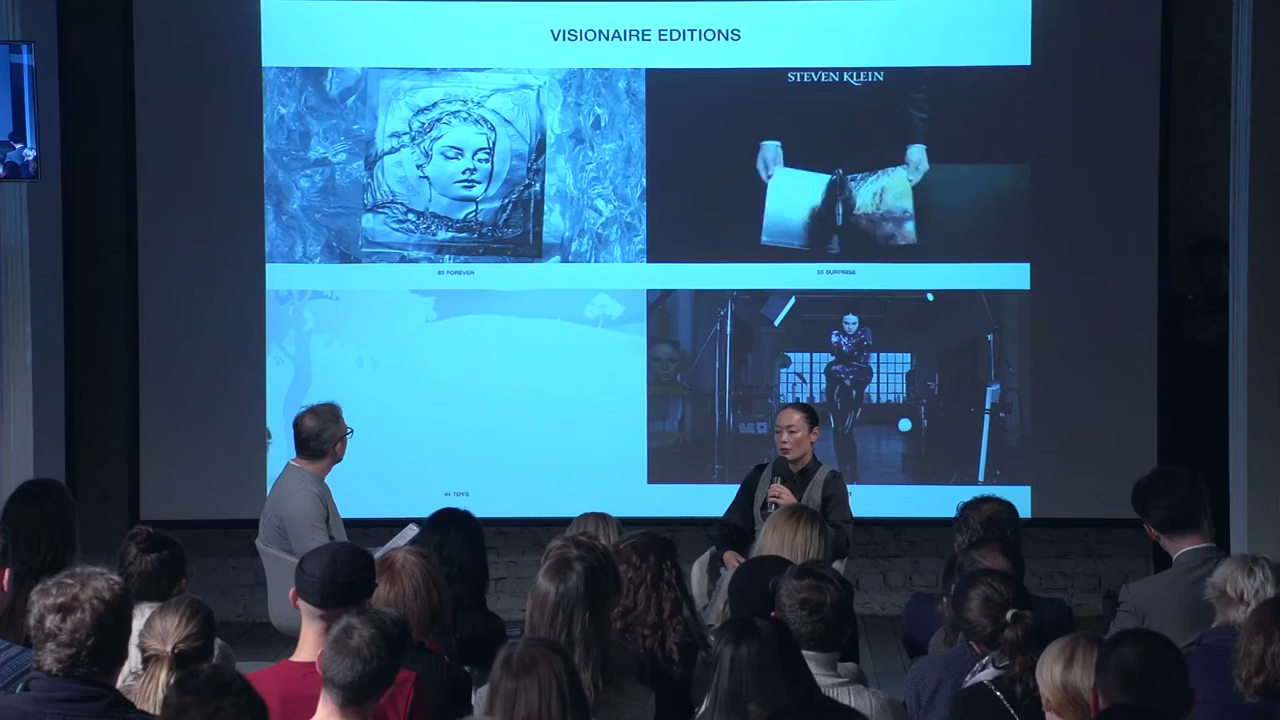 VISIONAIRE EDITIONS
STEVEN KLEIN
63 FOREVER
55 SURPRISE
44 TOYS